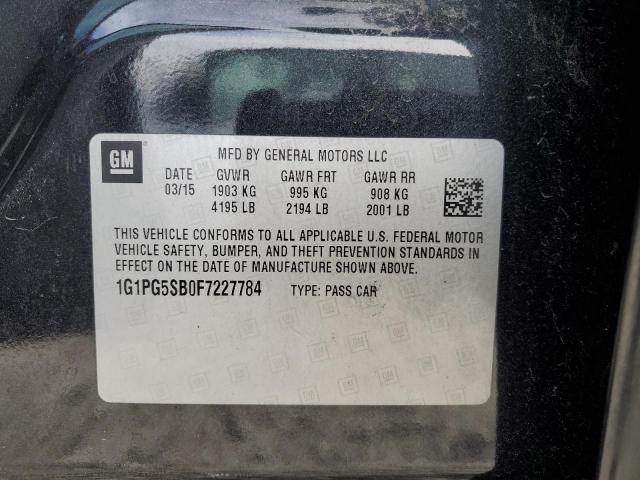 GM
MFD BY GENERAL MOTORS LLC
DATE GVWR GAWR FRT GAWR RR
03/15 1903 KG 995 KG 908 KG
4195 LB 2194 LB 2001 LB
THIS VEHICLE CONFORMS TO ALL APPLICABLE U.S. FEDERAL MOTOR
VEHICLE SAFETY, BUMPER, AND THEFT PREVENTION STANDARDS IN
EFFECT ON THE DATE OF MANUFACTURE SHOWN ABOVE.
1G1PG5SB0F7227784 TYPE: PASS CAR